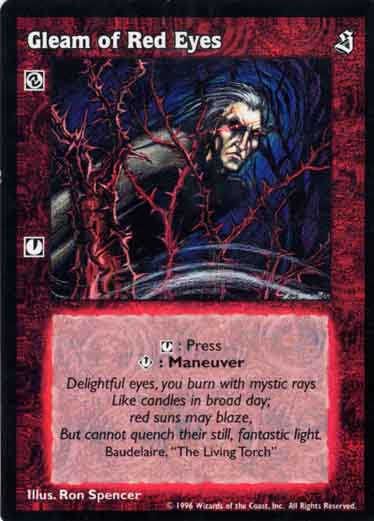 Gleam of Red Eyes
: Press
: Maneuver
Delightful eyes, you burn with mystic rays
Like candles in broad day;
red suns may blaze,
But cannot quench their still, fantastic light.
Baudelaire, "The Living Torch"
Illus. Ron Spencer
© 1996 Wizards of the Coast, Inc. All Rights Reserved.